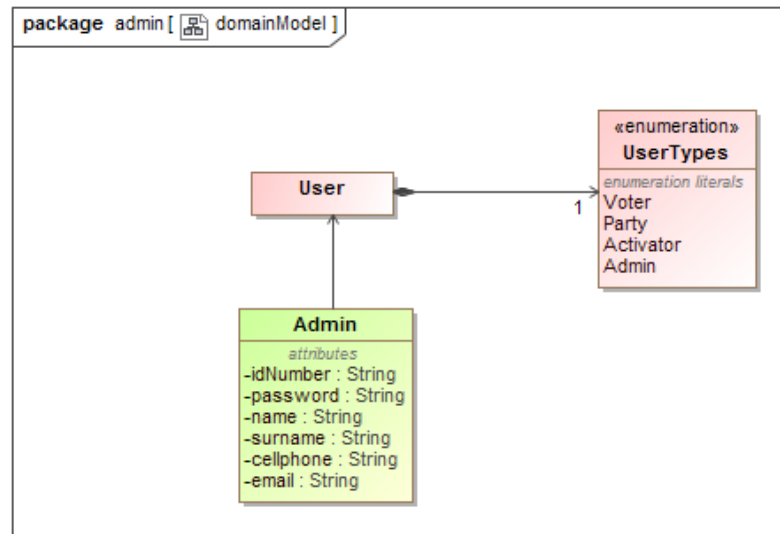 package admin [ domainModel ]
«enumeration»
UserTypes
enumeration literals
Voter
Party
Activator
Admin
User
1
Admin
attributes
-idNumber : String
-password : String
-name : String
-surname : String
-cellphone : String
-email : String